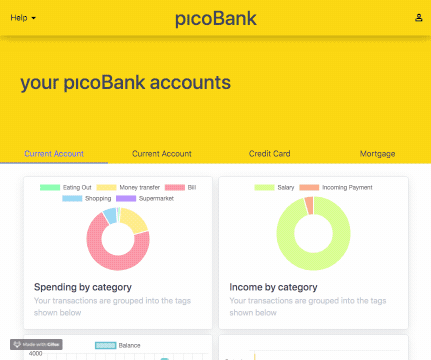 Help
picoBank
your picoBank accounts
Current Account Current Account Credit Card Mortgage
Eating Out Money transfer Bill
Shopping Supermarket
Salary Incoming Payment
Spending by category
Your transactions are grouped into the tags
shown below
Income by category
Your transactions are grouped into the tags
shown below
Made with Gifox
Balance
4000